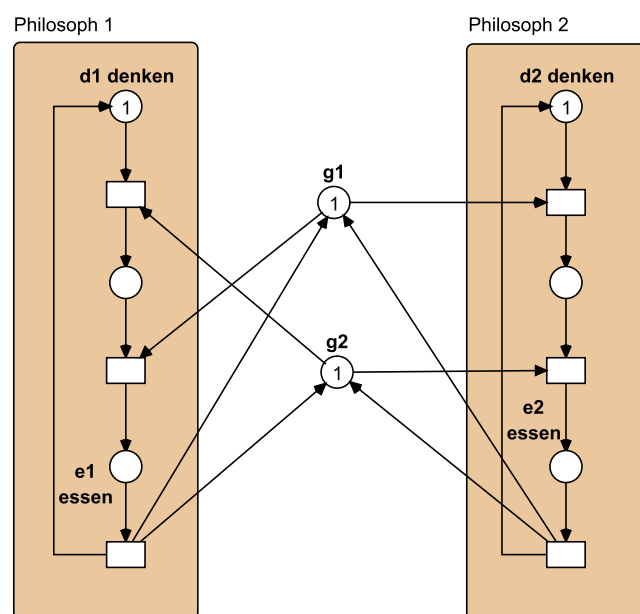 Philosoph 1
Philosoph 2
d1 denken
d2 denken
1
1
g1
1
g2
1
e2
essen
e1
essen